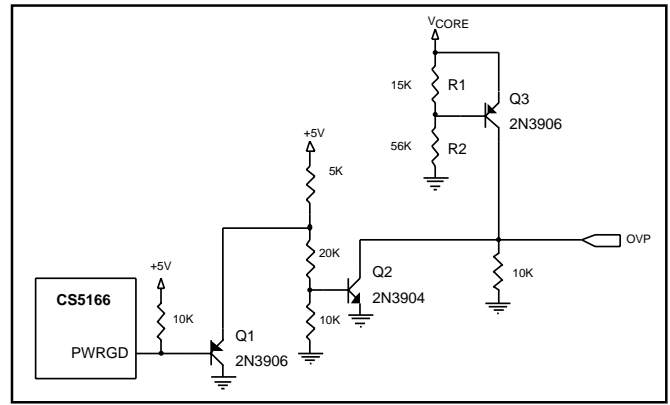 VCORE
15K R1
Q3
2N3906
56K R2
+5V
5K
OVP
20K
+5V
Q2
10K
CS5166
2N3904
10K
10K
Q1
PWRGD
2N3906